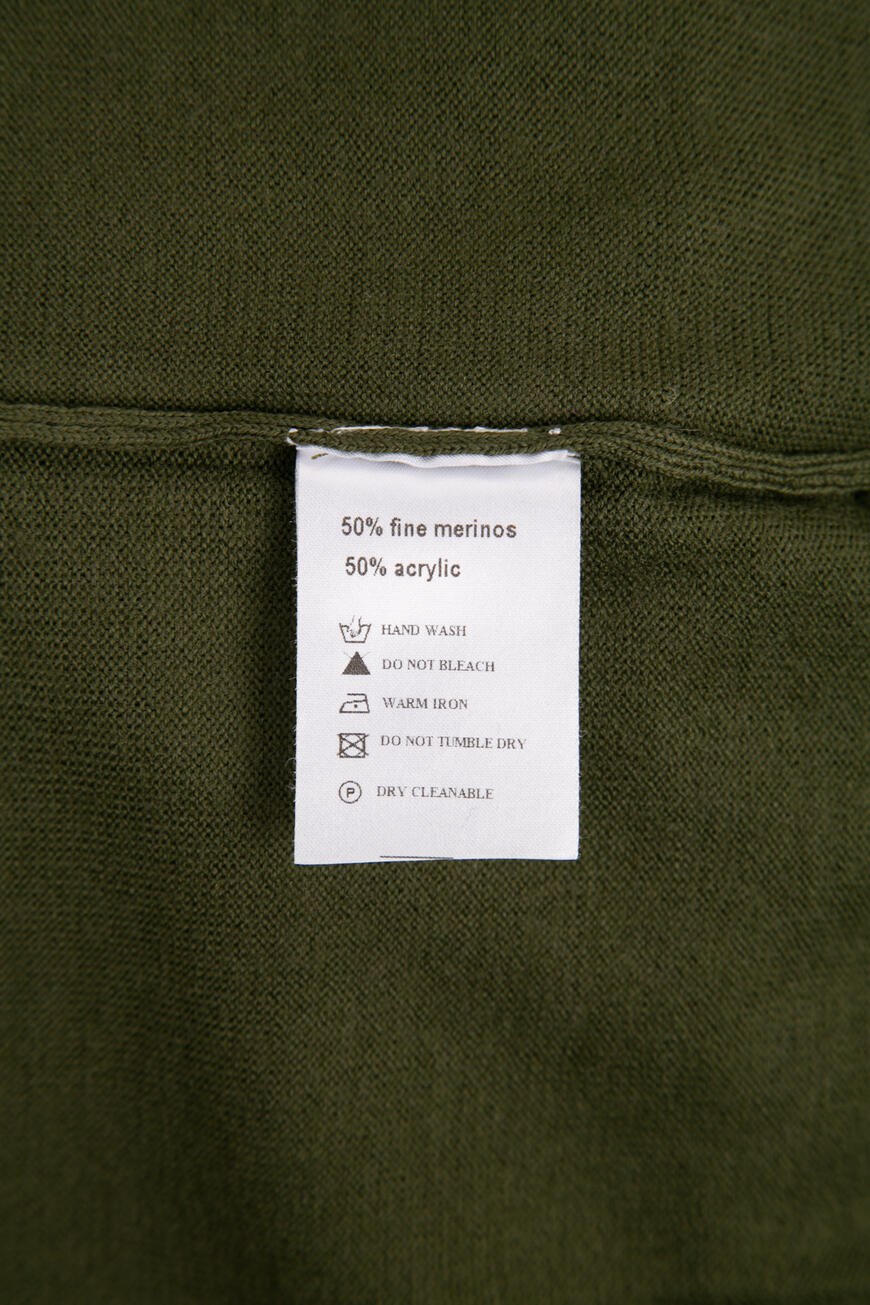 50% fine merinos
50% acrylic
HAND WASH
DO NOT BLEACH
WARM IRON
DO NOT TUMBLE DRY
P DRY CLEANABLE